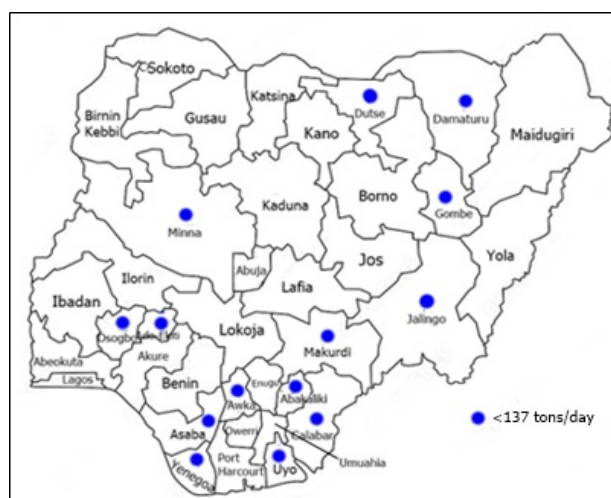 Sokoto
Birnin
Kebbi
Gusau
Katsina
Kano
Dutse
Damaturu
Maidugiri
Minna
Kaduna
Borno
Gombe
Abuja
Jos
Yola
Ilorin
Ibadan
Lafia
Jalingo
Osogbo
Lokoja
Makurdi
Abeokuta
Akure
Lagos
Benin
Enugu
Awka
Abakaliki
Asaba
Owerri
Calabar
<137 tons/day
Yenegoa
Port
Harcourt
Uyo
Umuahia